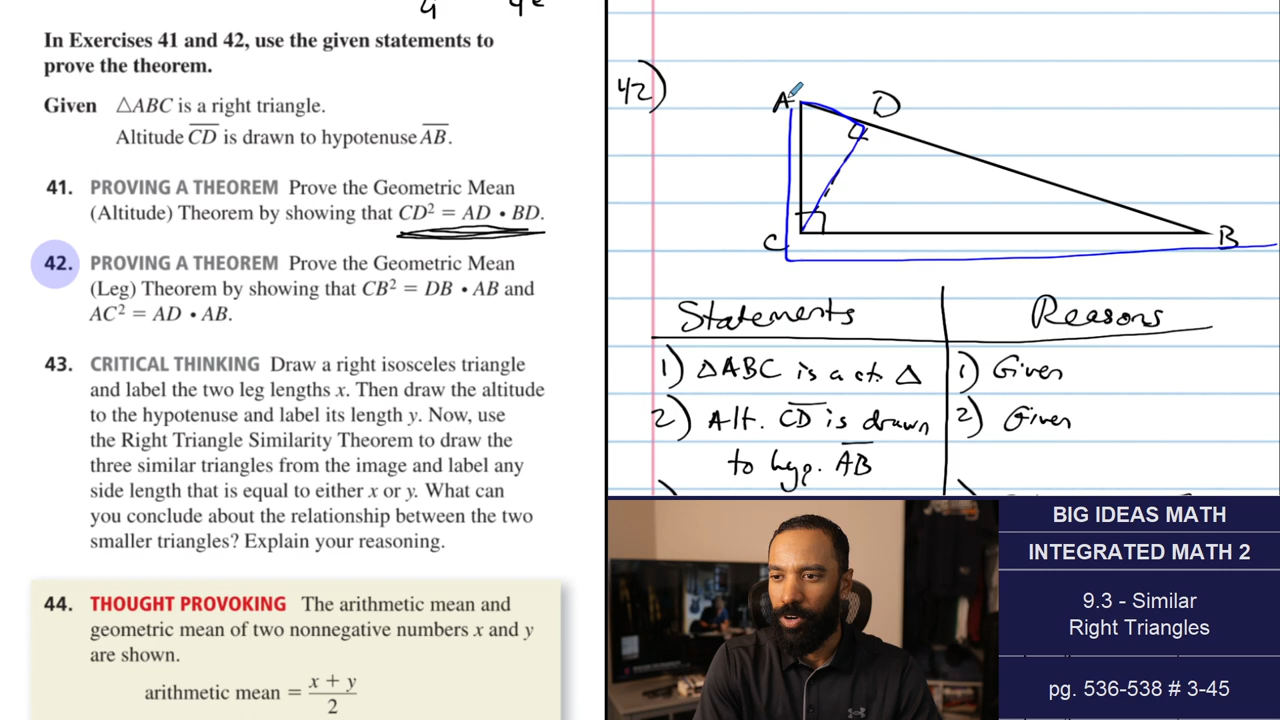 In Exercises 41 and 42, use the given statements to
prove the theorem.
Given △ABC is a right triangle.
Altitude CD is drawn to hypotenuse AB.
41. PROVING A THEOREM Prove the Geometric Mean
(Altitude) Theorem by showing that CD² = AD • BD.
42. PROVING A THEOREM Prove the Geometric Mean
(Leg) Theorem by showing that CB² = DB • AB and
AC² = AD • AB.
43. CRITICAL THINKING Draw a right isosceles triangle
and label the two leg lengths x. Then draw the altitude
to the hypotenuse and label its length y. Now, use
the Right Triangle Similarity Theorem to draw the
three similar triangles from the image and label any
side length that is equal to either x or y. What can
you conclude about the relationship between the two
smaller triangles? Explain your reasoning.
44. THOUGHT PROVOKING The arithmetic mean and
geometric mean of two nonnegative numbers x and y
are shown.
arithmetic mean = x + y
2
42)
A
D
C
B
Statements Reasons
1) △ABC is a rt. △ 1) Given
2) Alt. CD is drawn 2) Given
to hyp. AB
BIG IDEAS MATH
INTEGRATED MATH 2
9.3 - Similar
Right Triangles
pg. 536-538 # 3-45